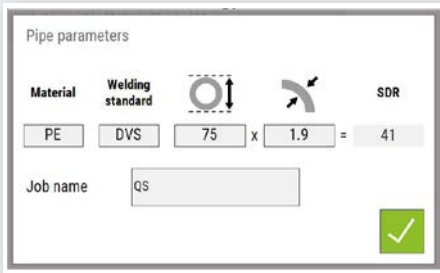 Pipe parameters
Material Welding standard SDR
PE DVS 75 x 1.9 = 41
Job name QS